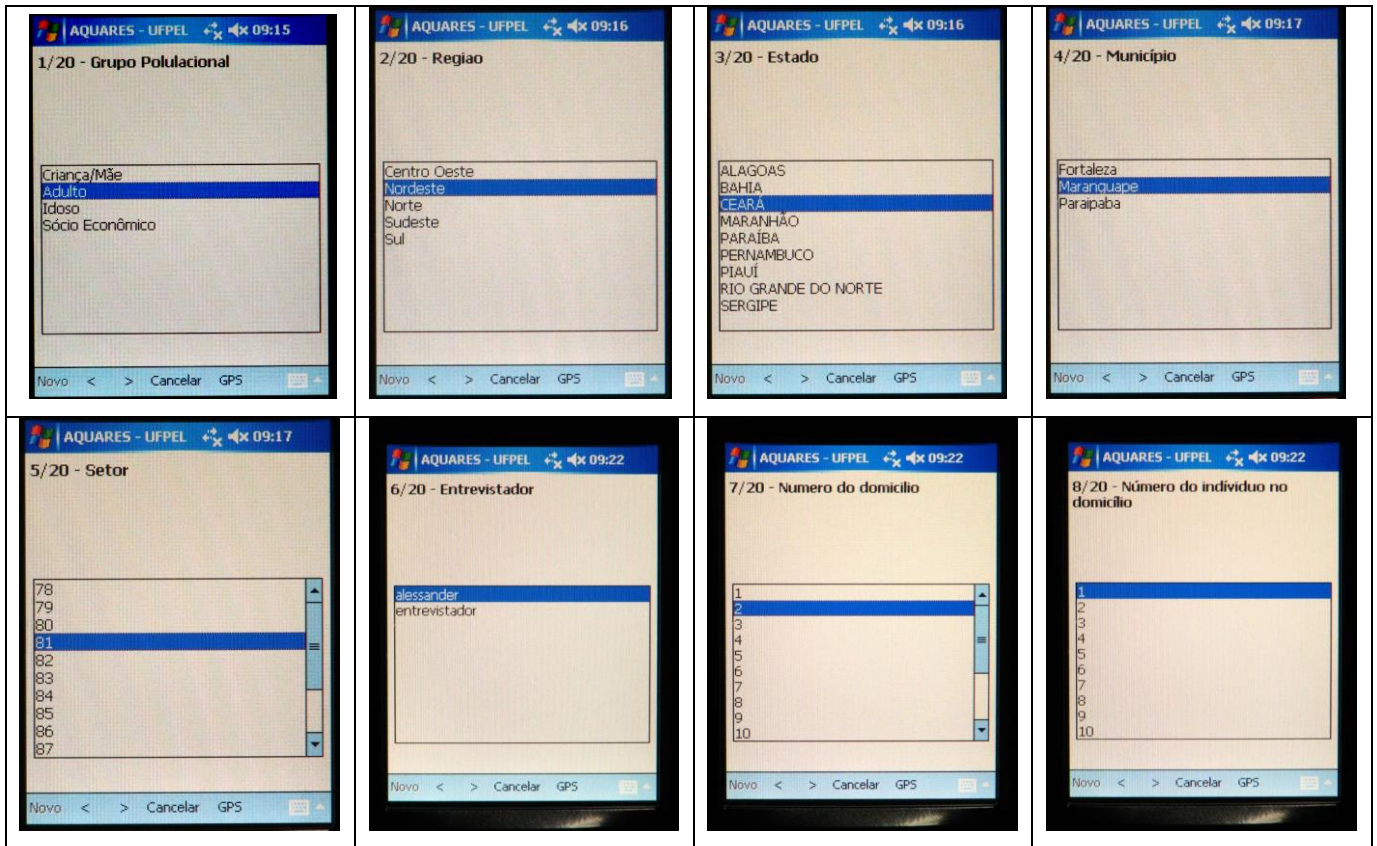 AQUARES - UFPEL 09:15
1/20 - Grupo Polulacional
Criança/Mãe
Adulto
Idoso
Sócio Econômico
Novo < > Cancelar GPS
AQUARES - UFPEL 09:16
2/20 - Regiao
Centro Oeste
Nordeste
Norte
Sudeste
Sul
Novo < > Cancelar GPS
AQUARES - UFPEL 09:16
3/20 - Estado
ALAGOAS
BAHIA
CEARÁ
MARANHÃO
PARAÍBA
PERNAMBUCO
PIAUÍ
RIO GRANDE DO NORTE
SERGIPE
Novo < > Cancelar GPS
AQUARES - UFPEL 09:17
4/20 - Município
Fortaleza
Maranguape
Paraipaba
Novo < > Cancelar GPS
AQUARES - UFPEL 09:17
5/20 - Setor
78
79
80
81
82
83
84
85
86
87
Novo < > Cancelar GPS
AQUARES - UFPEL 09:22
6/20 - Entrevistador
alessander
entrevistador
Novo < > Cancelar GPS
AQUARES - UFPEL 09:22
7/20 - Numero do domicilio
1
2
3
4
5
6
7
8
9
10
Novo < > Cancelar GPS
AQUARES - UFPEL 09:22
8/20 - Número do indíviduo no
domicílio
1
2
3
4
5
6
7
8
9
10
Novo < > Cancelar GPS